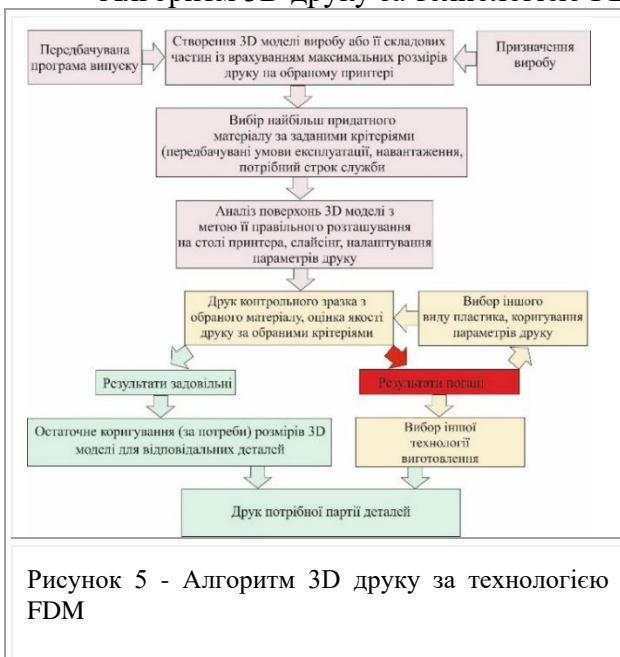 Алгоритм 3D друку за технологією FD
Передбачувана
програма випуску
Створення 3D моделі виробу або її складових
частин із врахуванням максимальних розмірів
друку на обраному принтері
Призначення
виробу
Вибір найбільш придатного
матеріалу за заданими крітеріями
(передбачувані умови експлуатації, навантаження,
потрібний строк служби
Аналіз поверхонь 3D моделі з
метою її правильного розташування
на столі принтера, слайсінг, налаштування
параметрів друку
Друк контрольного зразка з
обраного матеріалу, оцінка якості
друку за обраними крітеріями
Вибор іншого
виду пластика, коригування
параметрів друку
Результати задовільні
Результати погані
Остаточне коригування (за потреби) розмірів 3D
моделі для відповідальних деталей
Вибор іншої
технології
виготовлення
Друк потрібної партії деталей
Рисунок 5 - Алгоритм 3D друку за технологією
FDM